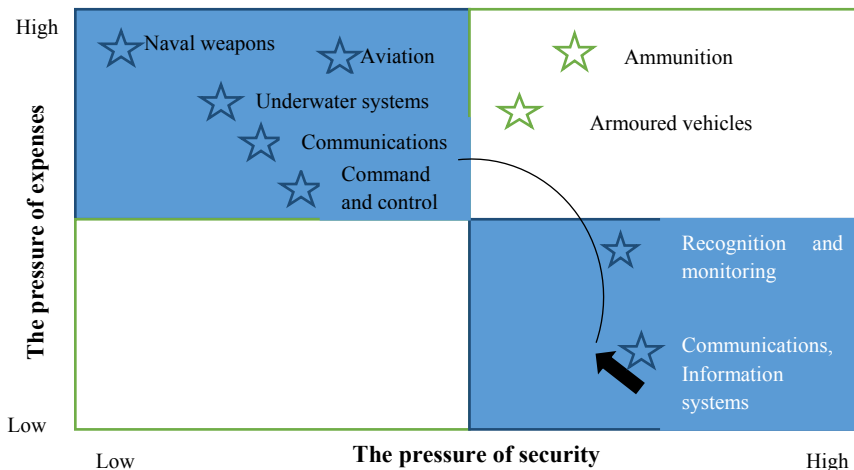 High
Naval weapons
Aviation
Ammunition
Underwater systems
Armoured vehicles
Communications
Command
and control
The pressure of expenses
Recognition and
monitoring
Communications,
Information
systems
Low
Low
The pressure of security
High